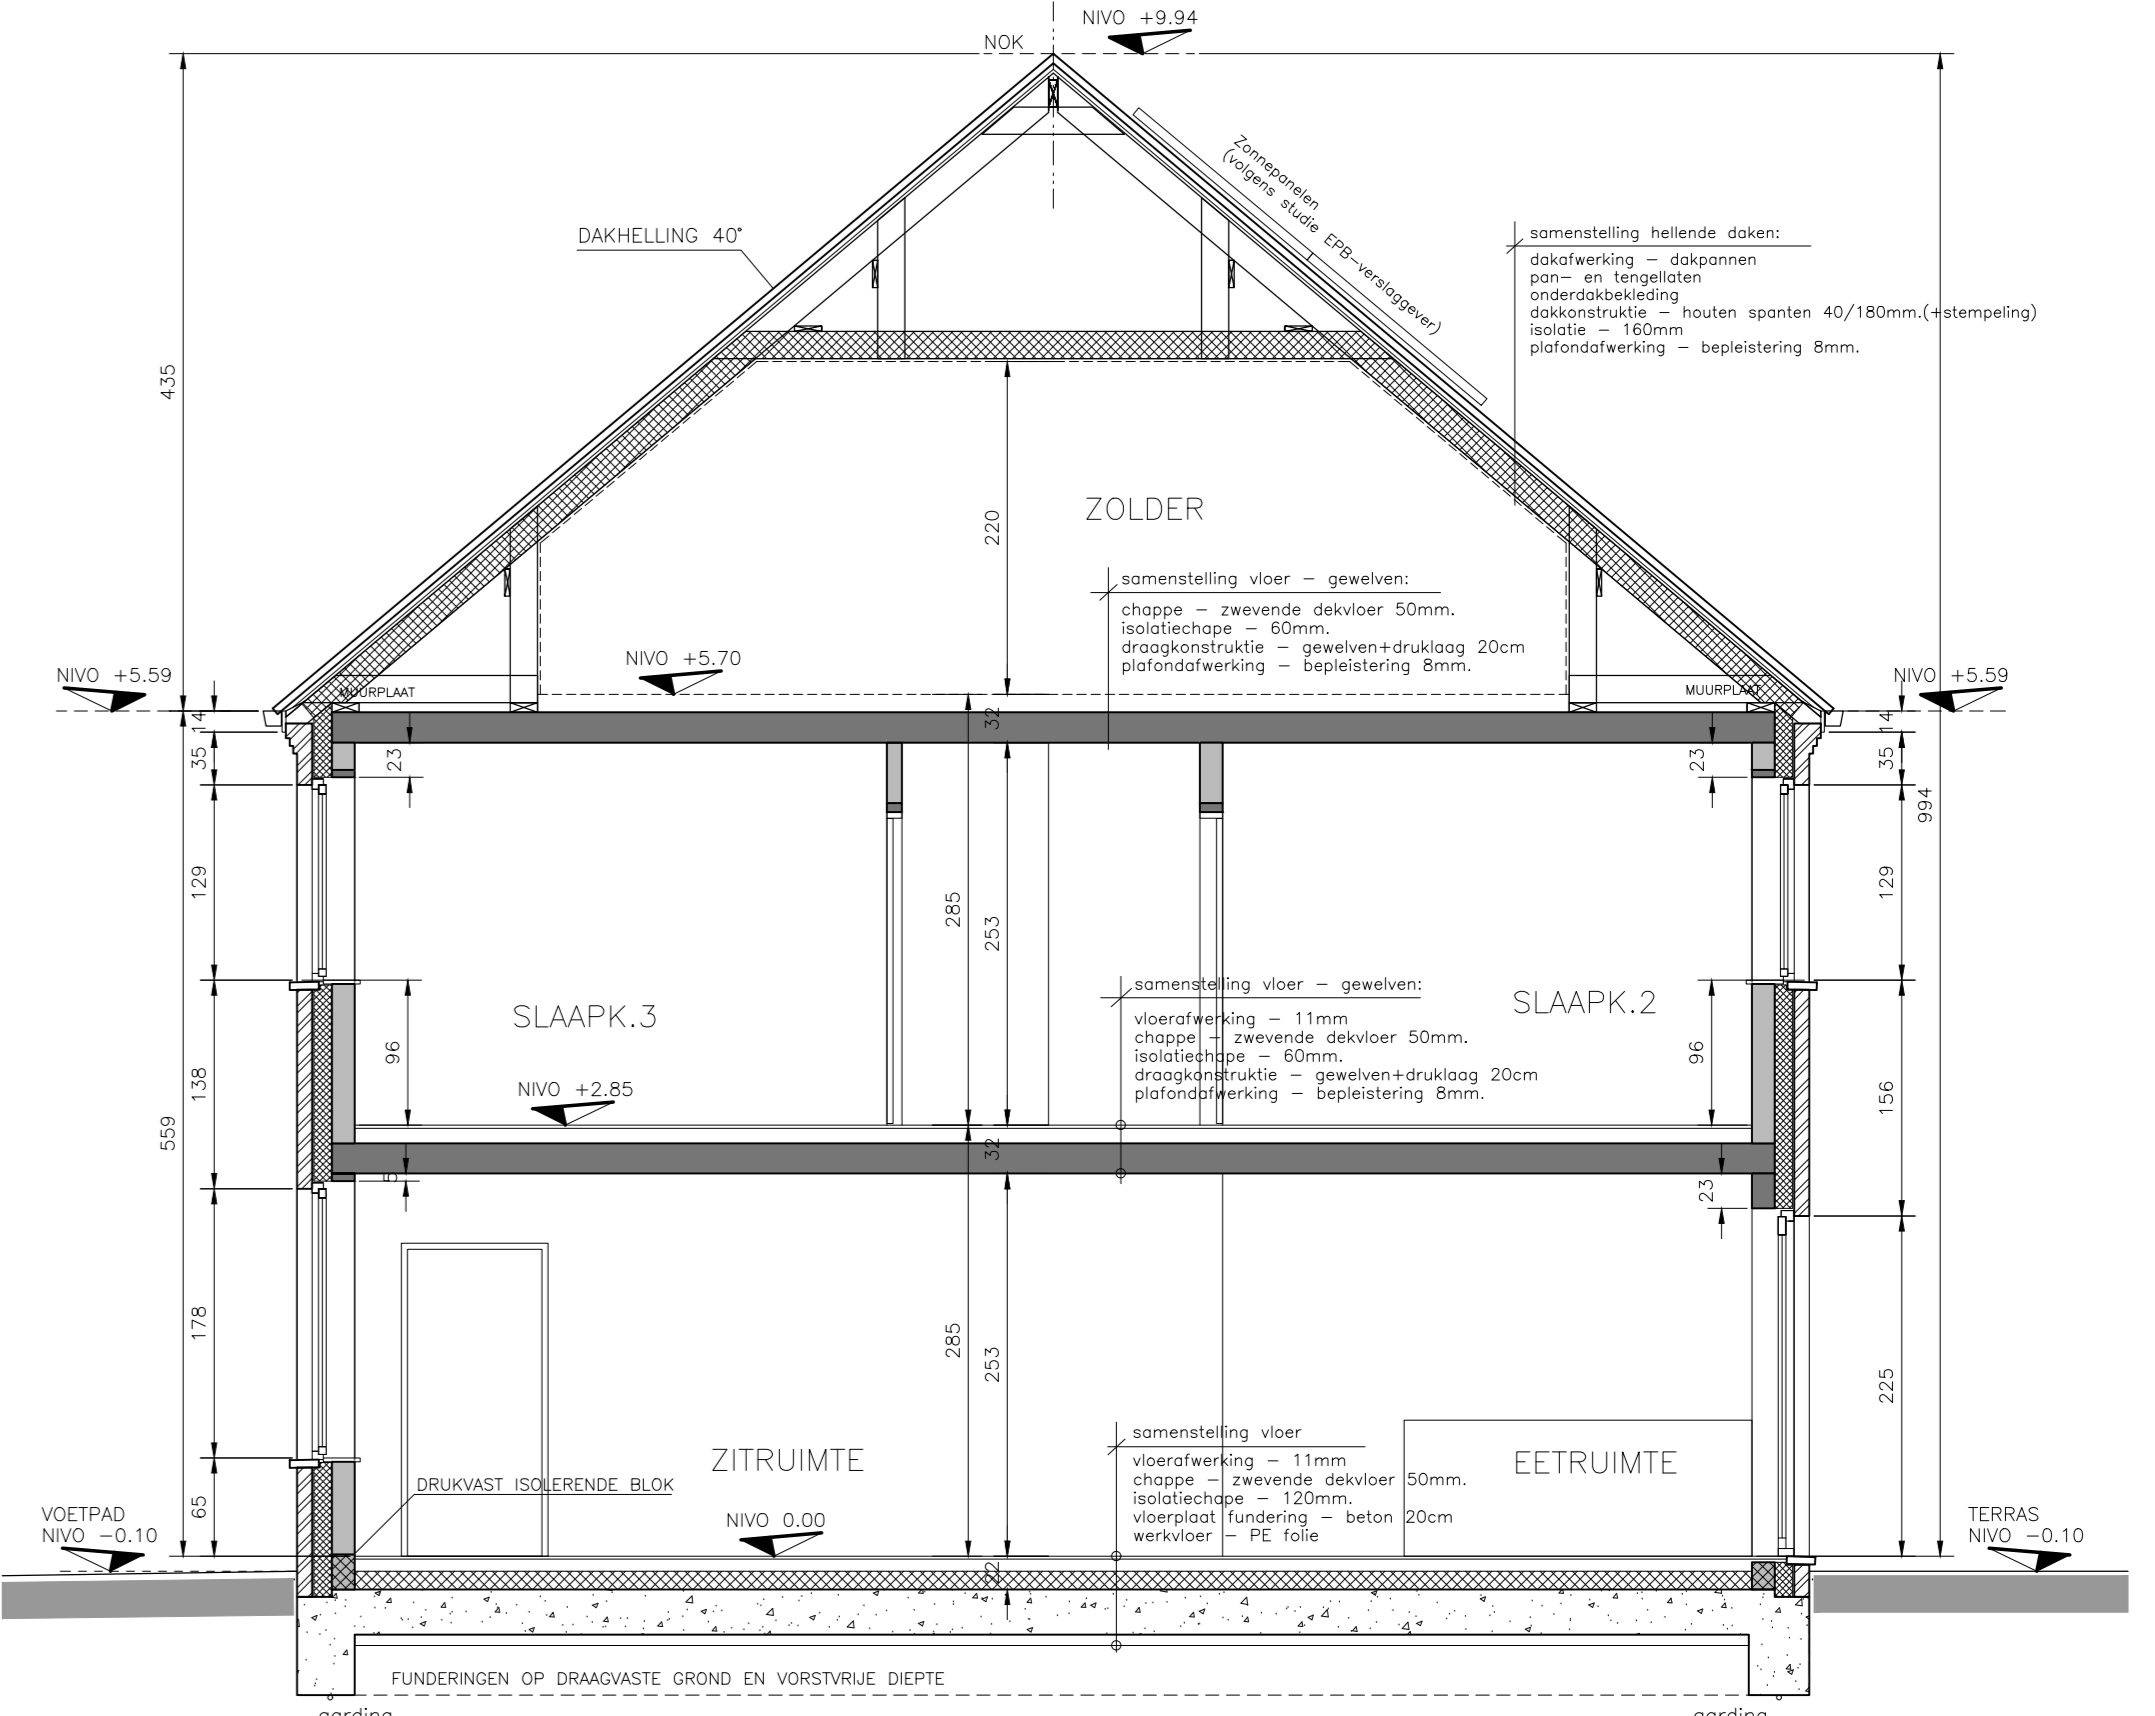 NIVO +9.94
NOK
Zonnepanelen
(volgens studie EPB-verslaggever)
DAKHELLING 40°
samenstelling hellende daken:
dakafwerking - dakpannen
pan- en tengellaten
onderdakbekleding
dakkonstruktie - houten spanten 40/180mm.(+stempeling)
isolatie - 160mm
plafondafwerking - bepleistering 8mm.
435
ZOLDER
220
samenstelling vloer - gewelven:
chappe - zwevende dekvloer 50mm.
isolatiechape - 60mm.
draagkonstruktie - gewelven+druklaag 20cm
plafondafwerking - bepleistering 8mm.
NIVO +5.59
NIVO +5.70
NIVO +5.59
MUURPLAAT
MUURPLAAT
14
32
14
35
23
23
35
994
129
285
253
129
SLAAPK.3
SLAAPK.2
samenstelling vloer - gewelven:
vloerafwerking - 11mm
chappe - zwevende dekvloer 50mm.
isolatiechape - 60mm.
draagkonstruktie - gewelven+druklaag 20cm
plafondafwerking - bepleistering 8mm.
96
96
138
156
NIVO +2.85
559
32
5
23
178
285
253
225
ZITRUIMTE
EETRUIMTE
samenstelling vloer
vloerafwerking - 11mm
chappe - zwevende dekvloer 50mm.
isolatiechape - 120mm.
vloerplaat fundering - beton 20cm
werkvloer - PE folie
DRUKVAST ISOLERENDE BLOK
65
VOETPAD
NIVO -0.10
NIVO 0.00
TERRAS
NIVO -0.10
22
FUNDERINGEN OP DRAAGVASTE GROND EN VORSTVRIJE DIEPTE
aarding
aarding